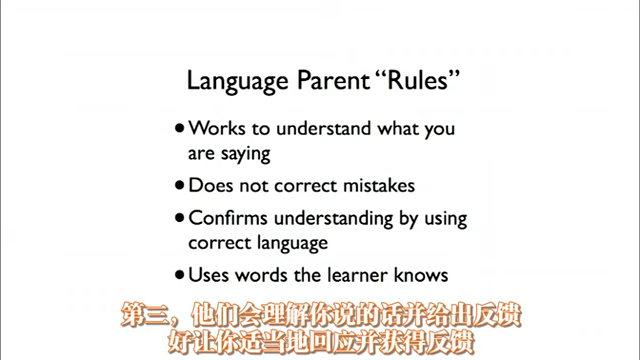 Language Parent “Rules”
•Works to understand what you
are saying
•Does not correct mistakes
•Confirms understanding by using
correct language
•Uses words the learner knows
第三，他们会理解你说的话并给出反馈
好让你适当地回应并获得反馈